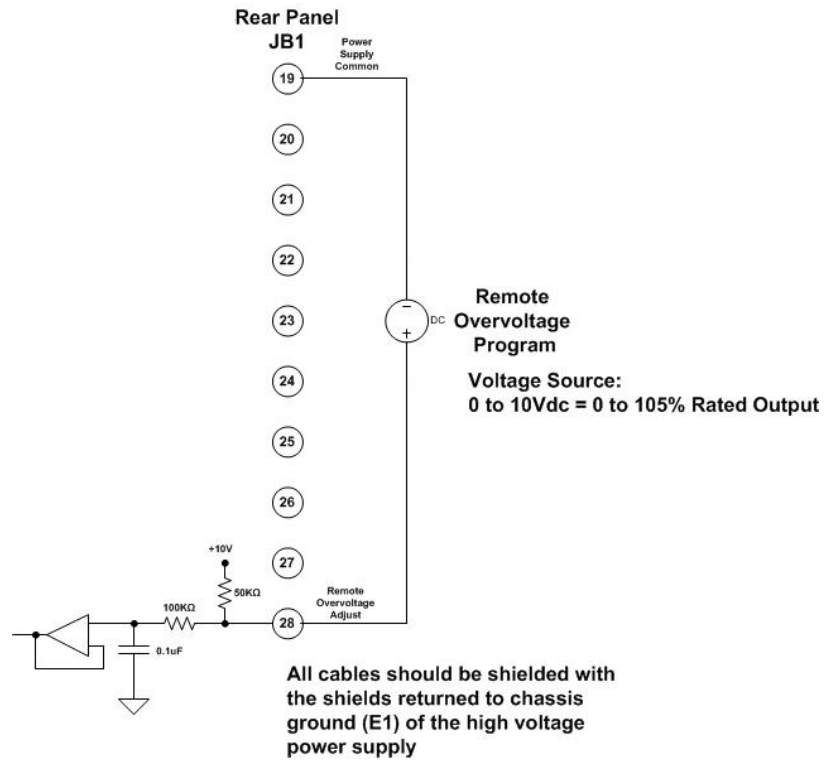 Rear Panel
JB1
Power
Supply
Common
19
20
21
22
23
24
25
26
27
28
−
DC
+
Remote
Overvoltage
Program
Voltage Source:
0 to 10Vdc = 0 to 105% Rated Output
+10V
50KΩ
100KΩ
0.1uF
Remote
Overvoltage
Adjust
All cables should be shielded with
the shields returned to chassis
ground (E1) of the high voltage
power supply